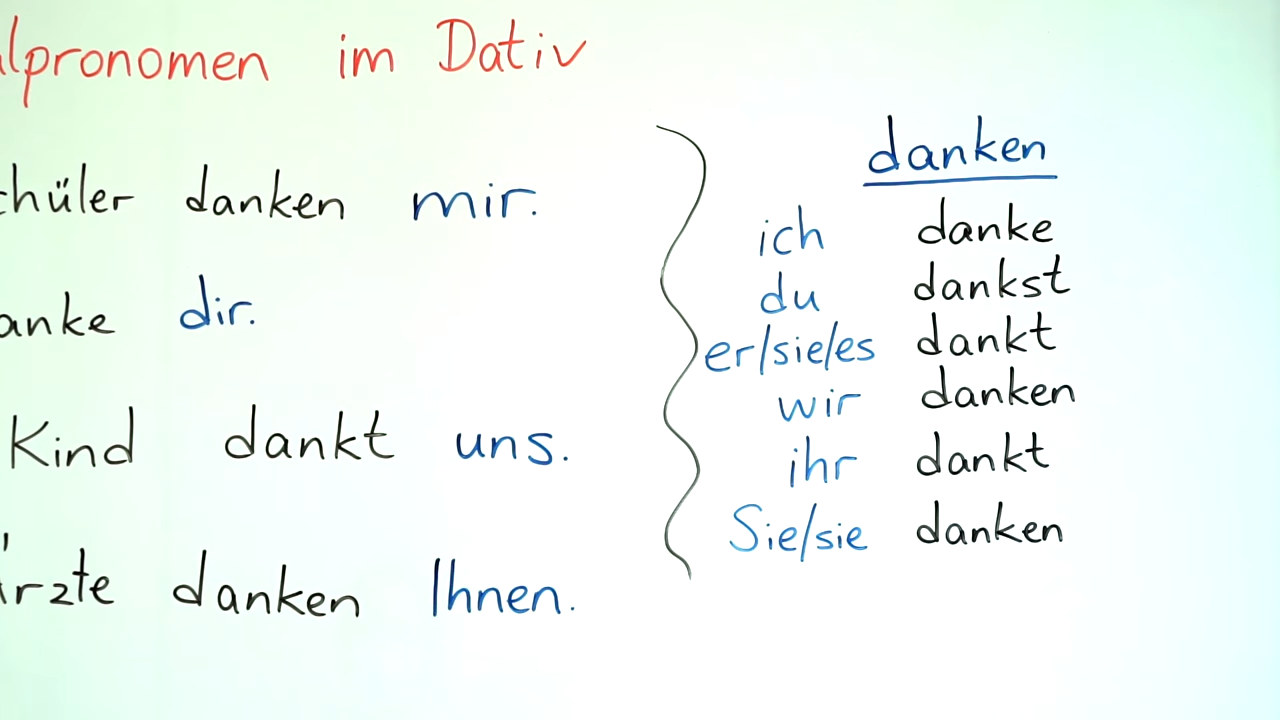 lpronomen im Dativ
chüler danken mir.
anke dir.
Kind dankt uns.
Ärzte danken Ihnen.
danken
ich danke
du dankst
er/sie/es dankt
wir danken
ihr dankt
Sie/sie danken